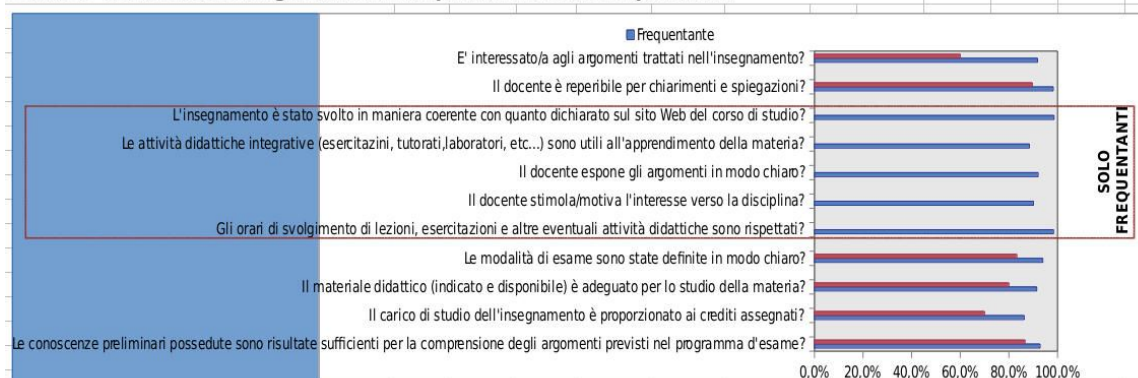 Frequentante
E' interessato/a agli argomenti trattati nell'insegnamento?
Il docente è reperibile per chiarimenti e spiegazioni?
L'insegnamento è stato svolto in maniera coerente con quanto dichiarato sul sito Web del corso di studio?
Le attività didattiche integrative (esercitazini, tutorati,laboratori, etc...) sono utili all'apprendimento della materia?
Il docente espone gli argomenti in modo chiaro?
Il docente stimola/motiva l'interesse verso la disciplina?
Gli orari di svolgimento di lezioni, esercitazioni e altre eventuali attività didattiche sono rispettati?
SOLO
FREQUENTANTI
Le modalità di esame sono state definite in modo chiaro?
Il materiale didattico (indicato e disponibile) è adeguato per lo studio della materia?
Il carico di studio dell'insegnamento è proporzionato ai crediti assegnati?
Le conoscenze preliminari possedute sono risultate sufficienti per la comprensione degli argomenti previsti nel programma d'esame?
0.0% 20.0% 40.0% 60.0% 80.0% 100.0%